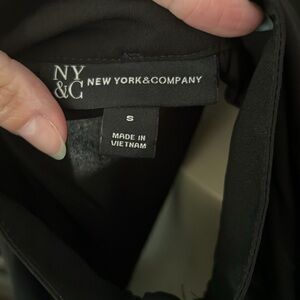 NY
&C NEW YORK&COMPANY
S
MADE IN
VIETNAM